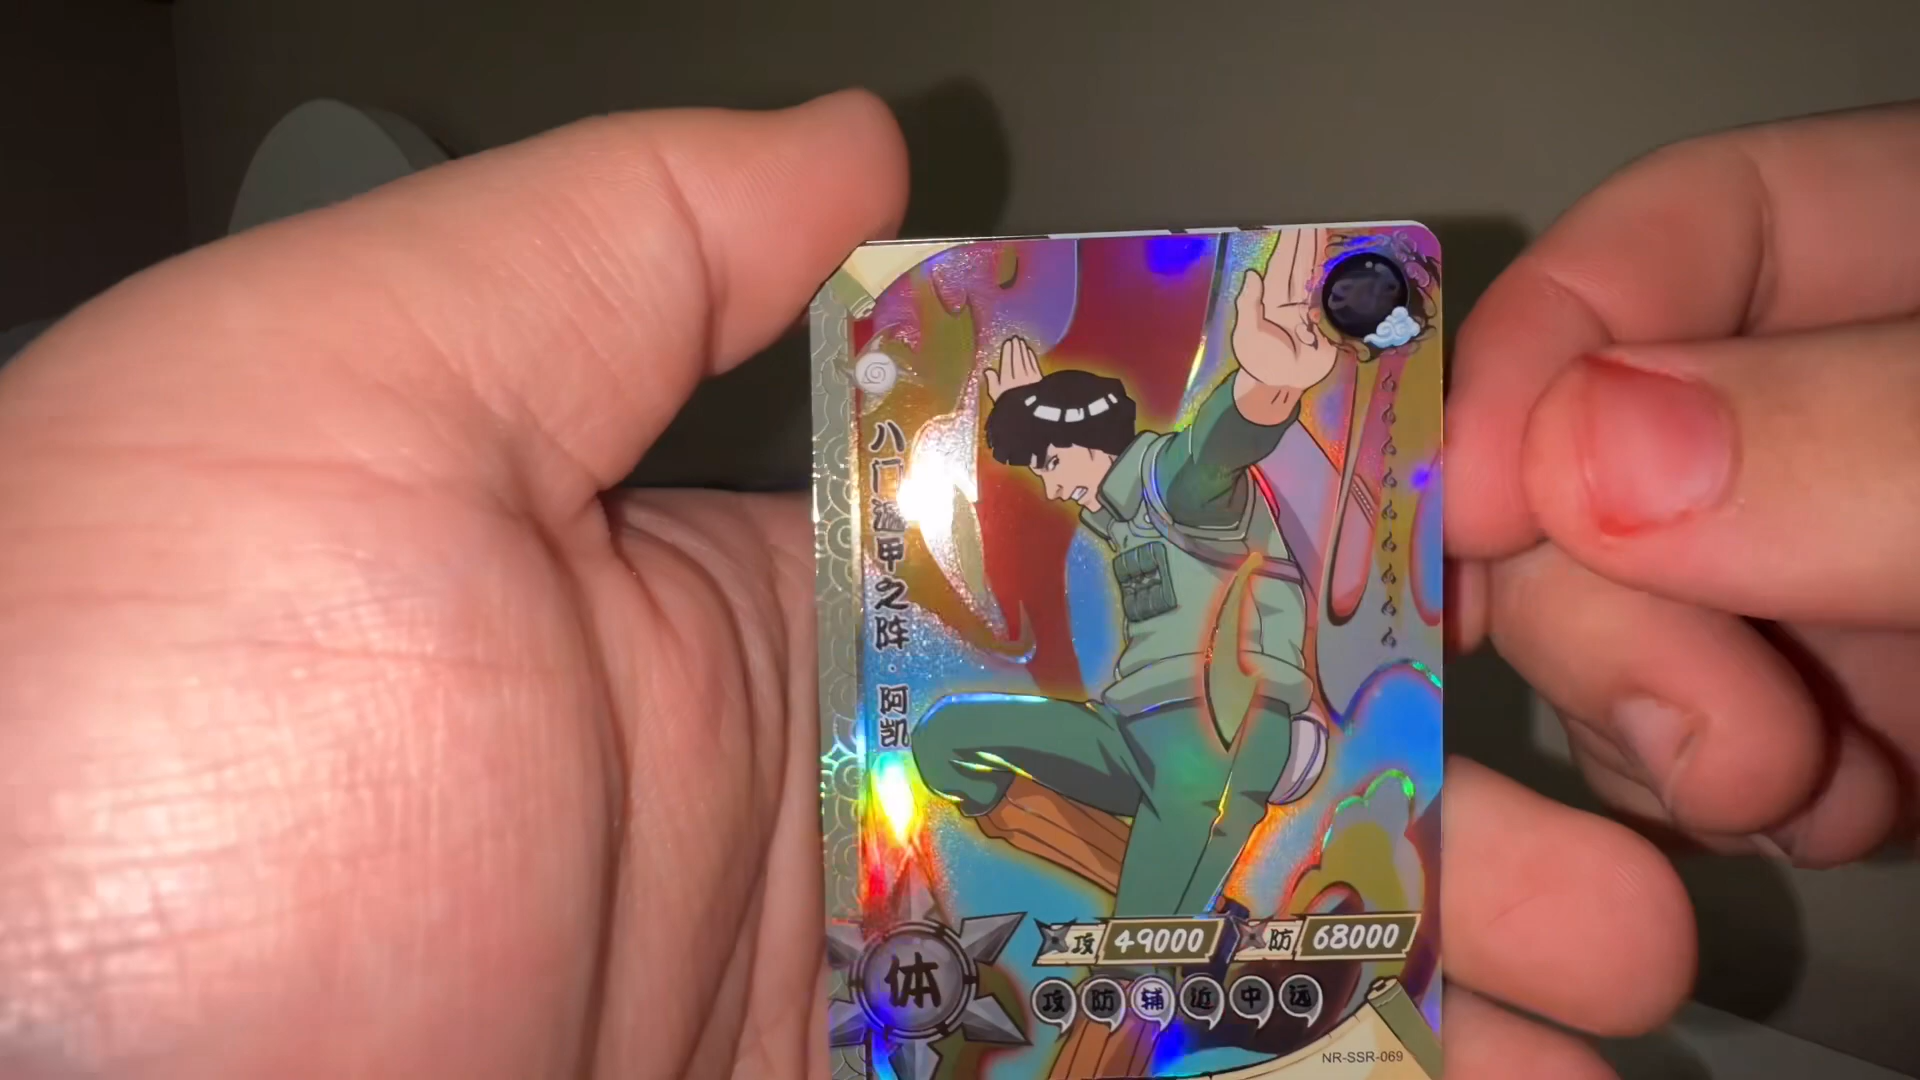 八门遁甲之阵·阿凯
体
攻 49000 防 68000
攻 防 辅 近 中 远
NR-SSR-069